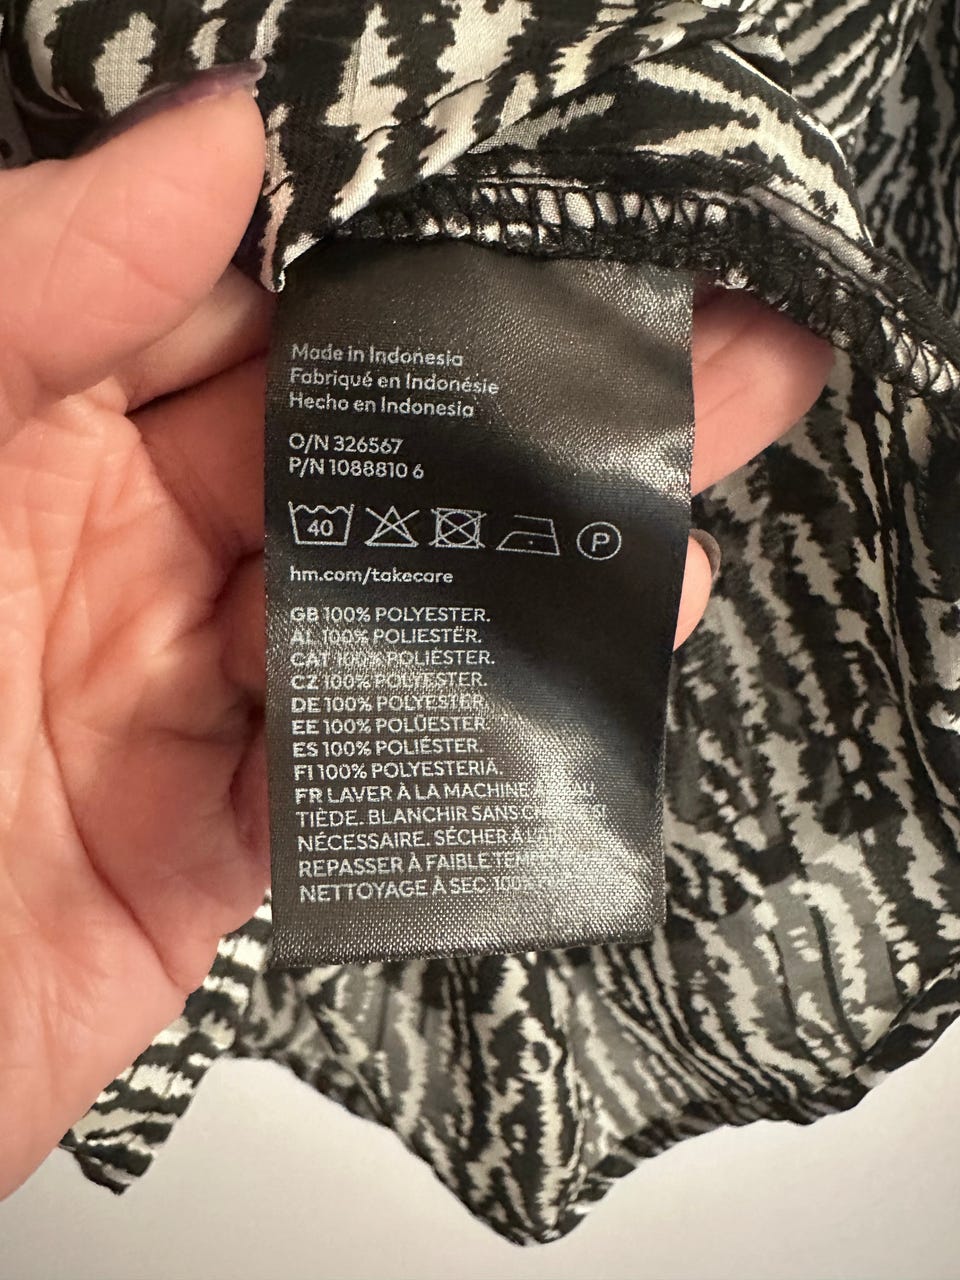 Made in Indonesia
Fabriqué en Indonésie
Hecho en Indonesia
O/N 326567
P/N 1088810 6
40 P
hm.com/takecare
GB 100% POLYESTER.
AL 100% POLIESTËR.
CAT 100% POLIÈSTER.
CZ 100% POLYESTER.
DE 100% POLYESTER.
EE 100% POLÜESTER.
ES 100% POLIÉSTER.
FI 100% POLYESTERIÄ.
FR LAVER À LA MACHINE
TIÈDE. BLANCHIR SANS
NÉCESSAIRE. SÉCHER À
REPASSER À FAIBLE
NETTOYAGE À SEC. 100%